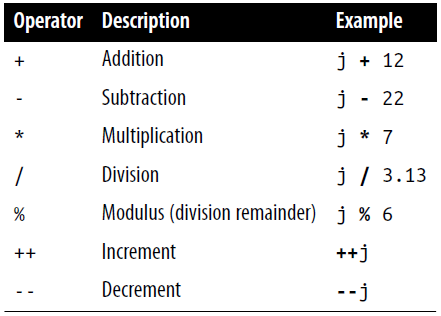 Operator Description Example
+ Addition j + 12
- Subtraction j - 22
* Multiplication j * 7
/ Division j / 3.13
% Modulus (division remainder) j % 6
++ Increment ++j
-- Decrement --j